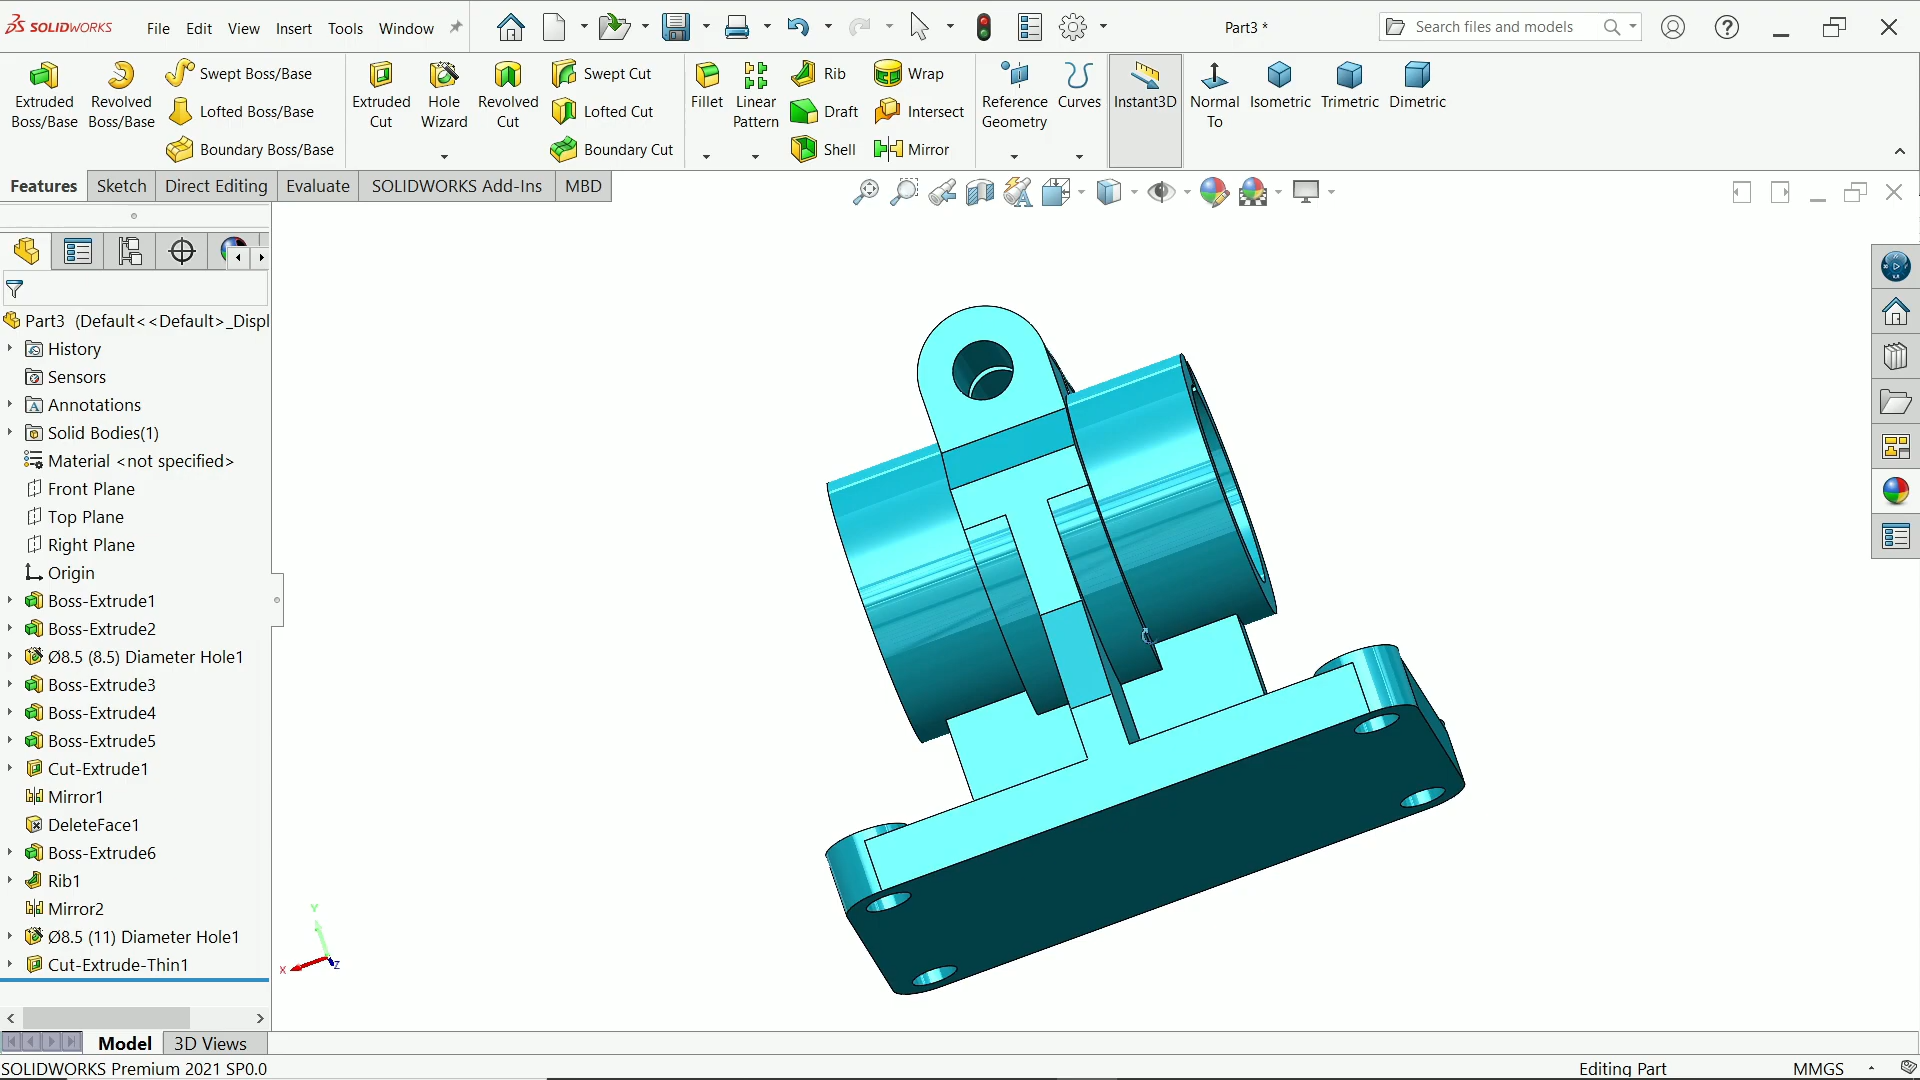 SOLIDWORKS File Edit View Insert Tools Window Part3 * Search files and models
Extruded Boss/Base
Revolved Boss/Base
Swept Boss/Base
Lofted Boss/Base
Boundary Boss/Base
Extruded Cut
Hole Wizard
Revolved Cut
Swept Cut
Lofted Cut
Boundary Cut
Fillet
Linear Pattern
Rib
Draft
Shell
Wrap
Intersect
Mirror
Reference Geometry
Curves
Instant3D
Normal To
Isometric
Trimetric
Dimetric
Features Sketch Direct Editing Evaluate SOLIDWORKS Add-Ins MBD
Part3 (Default<<Default>_Displ
History
Sensors
Annotations
Solid Bodies(1)
Material <not specified>
Front Plane
Top Plane
Right Plane
Origin
Boss-Extrude1
Boss-Extrude2
Ø8.5 (8.5) Diameter Hole1
Boss-Extrude3
Boss-Extrude4
Boss-Extrude5
Cut-Extrude1
Mirror1
DeleteFace1
Boss-Extrude6
Rib1
Mirror2
Ø8.5 (11) Diameter Hole1
Cut-Extrude-Thin1
Y
X
Z
Model 3D Views
SOLIDWORKS Premium 2021 SP0.0 Editing Part MMGS